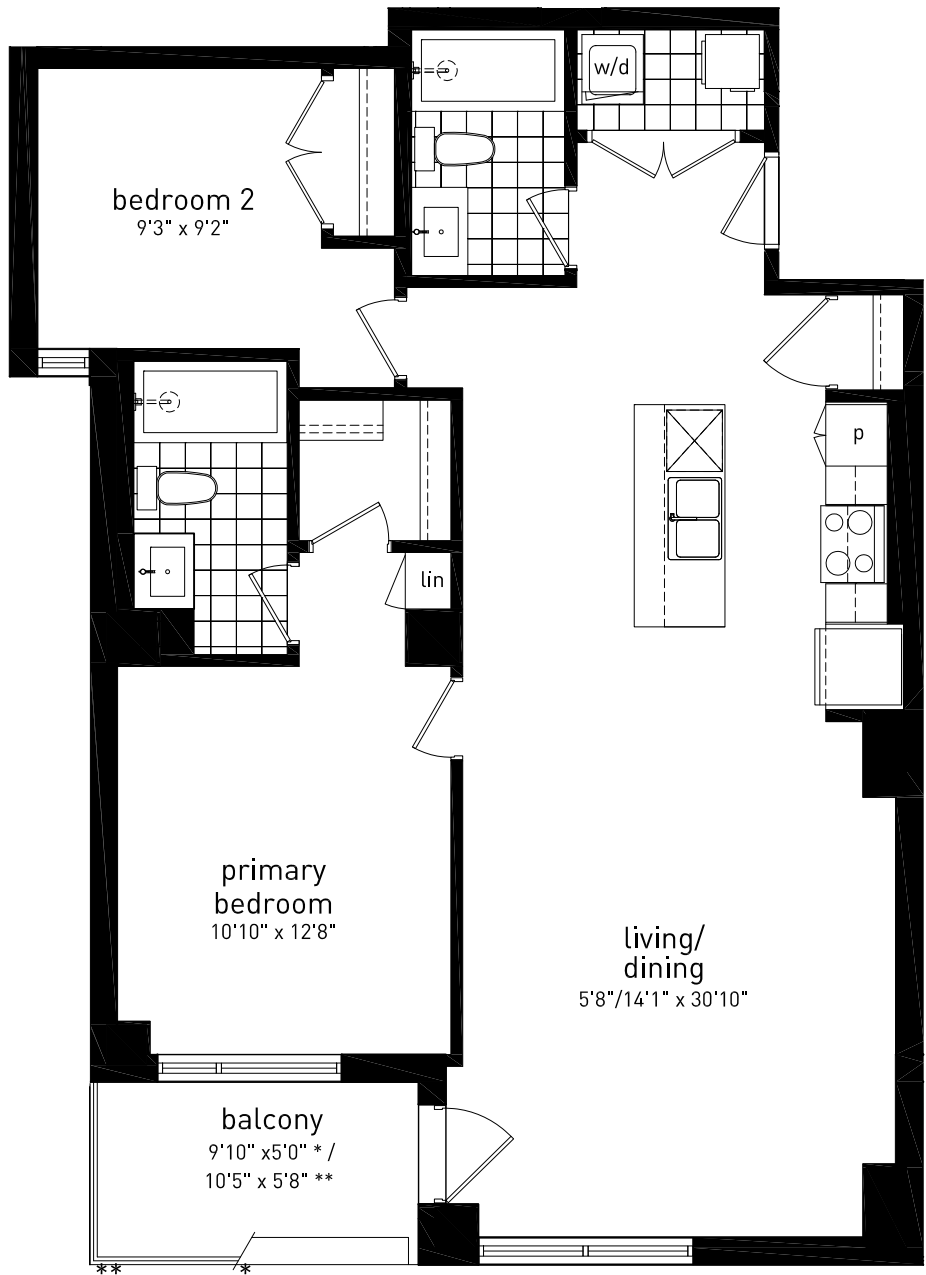 w/d
bedroom 2
9'3" x 9'2"
p
lin
primary
bedroom
10'10" x 12'8"
living/
dining
5'8"/14'1" x 30'10"
balcony
9'10" x5'0" * /
10'5" x 5'8" **
** *